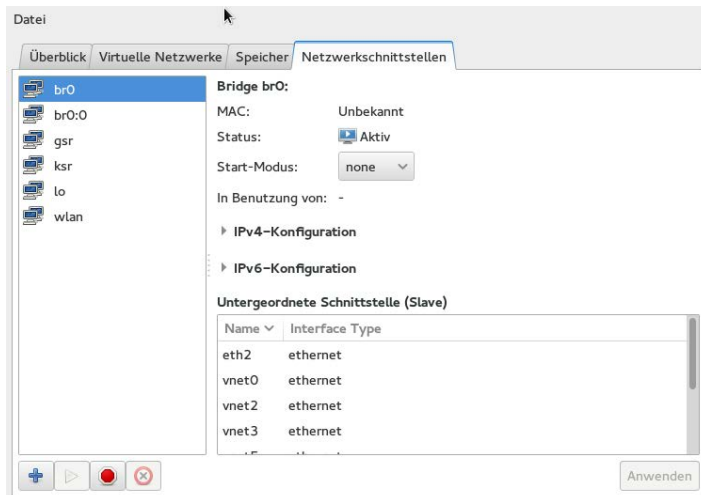 Datei
Überblick Virtuelle Netzwerke Speicher Netzwerkschnittstellen
br0
br0:0
gsr
ksr
lo
wlan
Bridge br0:
MAC: Unbekannt
Status: Aktiv
Start-Modus: none
In Benutzung von: -
IPv4-Konfiguration
IPv6-Konfiguration
Untergeordnete Schnittstelle (Slave)
Name Interface Type
eth2 ethernet
vnet0 ethernet
vnet2 ethernet
vnet3 ethernet
Anwenden